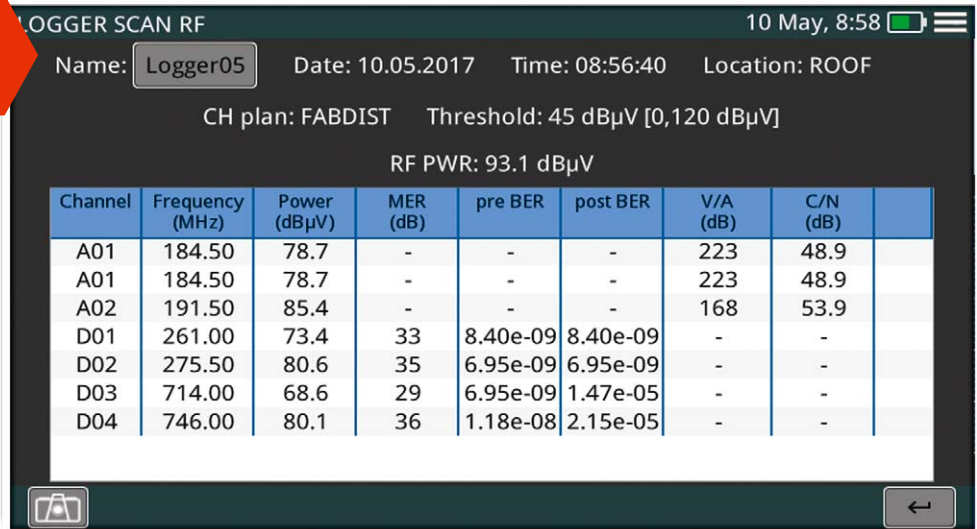 LOGGER SCAN RF 10 May, 8:58
Name: Logger05 Date: 10.05.2017 Time: 08:56:40 Location: ROOF
CH plan: FABDIST Threshold: 45 dBµV [0,120 dBµV]
RF PWR: 93.1 dBµV
Channel Frequency (MHz) Power (dBµV) MER (dB) pre BER post BER V/A (dB) C/N (dB)
A01 184.50 78.7 - - - 223 48.9
A01 184.50 78.7 - - - 223 48.9
A02 191.50 85.4 - - - 168 53.9
D01 261.00 73.4 33 8.40e-09 8.40e-09 - -
D02 275.50 80.6 35 6.95e-09 6.95e-09 - -
D03 714.00 68.6 29 6.95e-09 1.47e-05 - -
D04 746.00 80.1 36 1.18e-08 2.15e-05 - -